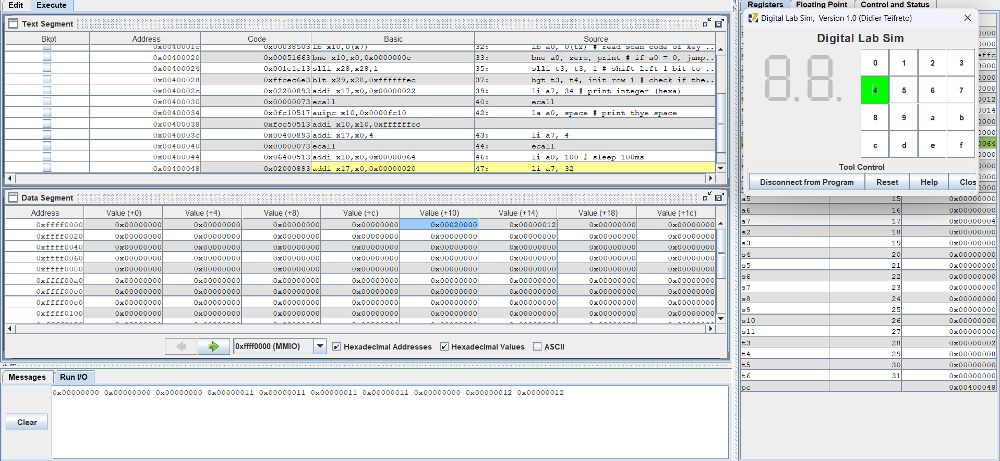 Edit Execute
Text Segment
Bkpt Address Code Basic Source
0x0040001c 0x00038503 lb x10,0(x7) 32: lb a0, 0(t2) # read scan code of key ...
0x00400020 0x00051663 bne x10,x0,0x0000000c 33: bne a0, zero, print # if a0 = 0, jump...
0x00400024 0x001e1e13 slli x28,x28,1 35: slli t3, t3, 1 # shift left 1 bit to ...
0x00400028 0xffcec6e3 blt x29,x28,0xffffffec 37: bgt t3, t4, init row 1 # check if the...
0x0040002c 0x02200893 addi x17,x0,0x00000022 39: li a7, 34 # print integer (hexa)
0x00400030 0x00000073 ecall 40: ecall
0x00400034 0x0fc10517 auipc x10,0x0000fc10 42: la a0, space # print thye space
0x00400038 0xfcc50513 addi x10,x10,0xffffffcc
0x0040003c 0x00400893 addi x17,x0,4 43: li a7, 4
0x00400040 0x00000073 ecall 44: ecall
0x00400044 0x06400513 addi x10,x0,0x00000064 46: li a0, 100 # sleep 100ms
0x00400048 0x02000893 addi x17,x0,0x00000020 47: li a7, 32
Data Segment
Address Value (+0) Value (+4) Value (+8) Value (+c) Value (+10) Value (+14) Value (+18) Value (+1c)
0xffff0000 0x00000000 0x00000000 0x00000000 0x00000000 0x00020000 0x00000012 0x00000000 0x00000000
0xffff0020 0x00000000 0x00000000 0x00000000 0x00000000 0x00000000 0x00000000 0x00000000 0x00000000
0xffff0040 0x00000000 0x00000000 0x00000000 0x00000000 0x00000000 0x00000000 0x00000000 0x00000000
0xffff0060 0x00000000 0x00000000 0x00000000 0x00000000 0x00000000 0x00000000 0x00000000 0x00000000
0xffff0080 0x00000000 0x00000000 0x00000000 0x00000000 0x00000000 0x00000000 0x00000000 0x00000000
0xffff00a0 0x00000000 0x00000000 0x00000000 0x00000000 0x00000000 0x00000000 0x00000000 0x00000000
0xffff00c0 0x00000000 0x00000000 0x00000000 0x00000000 0x00000000 0x00000000 0x00000000 0x00000000
0xffff00e0 0x00000000 0x00000000 0x00000000 0x00000000 0x00000000 0x00000000 0x00000000 0x00000000
0xffff0100 0x00000000 0x00000000 0x00000000 0x00000000 0x00000000 0x00000000 0x00000000 0x00000000
0xffff0000 (MMIO) Hexadecimal Addresses Hexadecimal Values ASCII
Messages Run I/O
0x00000000 0x00000000 0x00000000 0x00000011 0x00000011 0x00000011 0x00000011 0x00000000 0x00000012 0x00000012
Clear
Registers Floating Point Control and Status
Digital Lab Sim, Version 1.0 (Didier Teifreto)
Digital Lab Sim
0 1 2 3
4 5 6 7
8 9 a b
c d e f
Tool Control
Disconnect from Program Reset Help Clos
0000
0000
effc
8000
0000
0000
0012
0014
0000
0000
0064
0000
0000
0000
0000
a5 15 0x00000000
a6 16 0x00000000
a7 17 0x00000004
s2 18 0x00000000
s3 19 0x00000000
s4 20 0x00000000
s5 21 0x00000000
s6 22 0x00000000
s7 23 0x00000000
s8 24 0x00000000
s9 25 0x00000000
s10 26 0x00000000
s11 27 0x00000000
t3 28 0x00000002
t4 29 0x00000008
t5 30 0x00000000
t6 31 0x00000000
pc 0x00400048